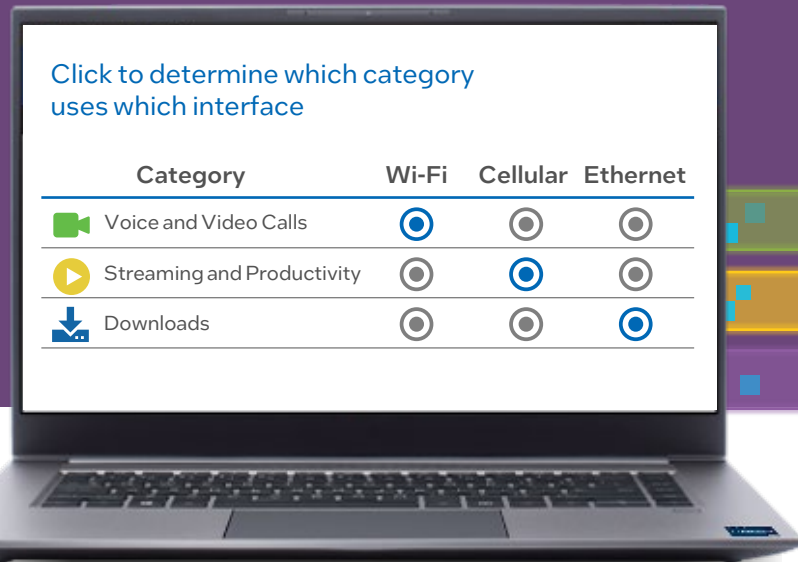 Click to determine which category
uses which interface
Category Wi-Fi Cellular Ethernet
Voice and Video Calls
Streaming and Productivity
Downloads